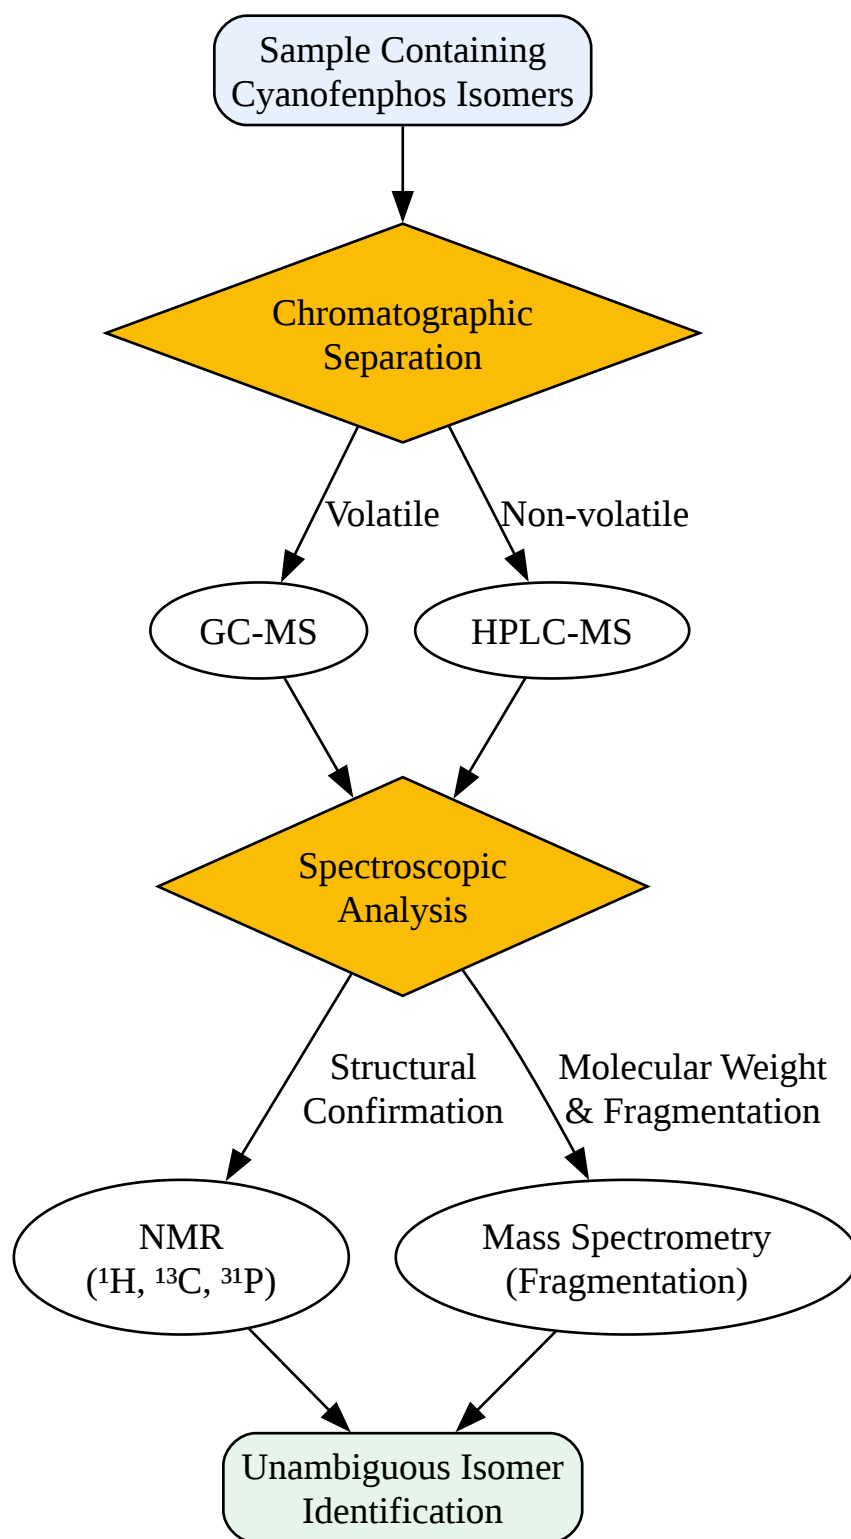 Sample Containing
Cyanofenphos Isomers
Chromatographic
Separation
Volatile
Non-volatile
GC-MS
HPLC-MS
Spectroscopic
Analysis
Structural
Confirmation
Molecular Weight
& Fragmentation
NMR
(¹H, ¹³C, ³¹P)
Mass Spectrometry
(Fragmentation)
Unambiguous Isomer
Identification